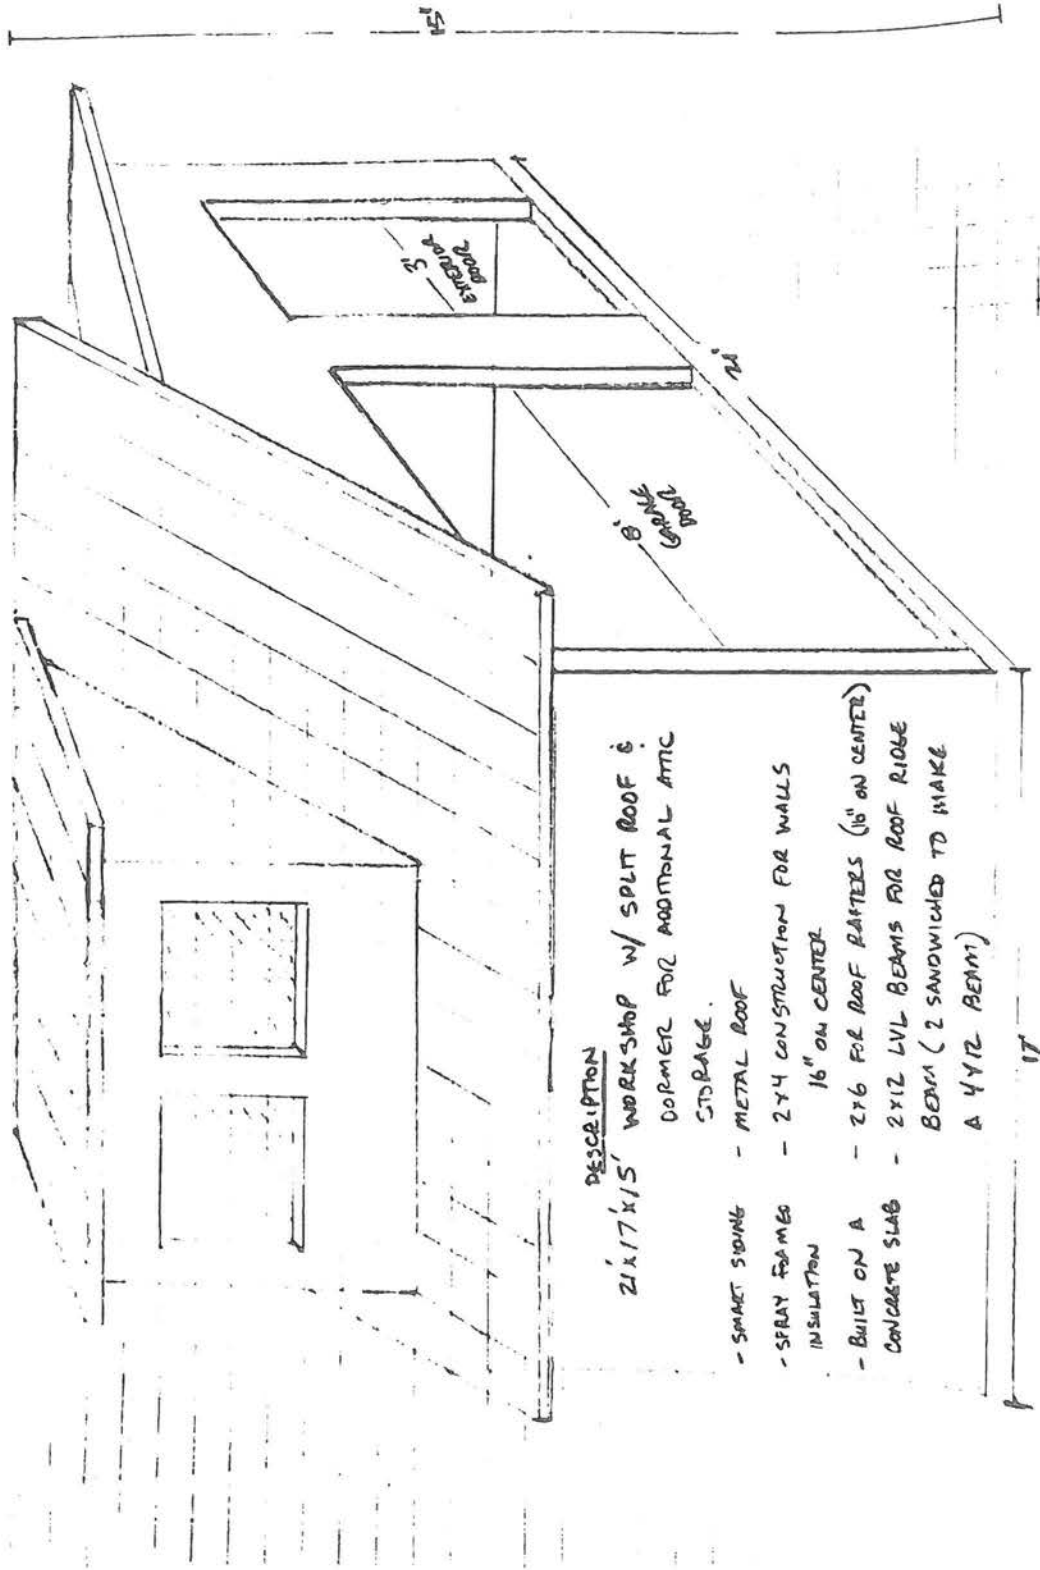 15'
3'
EXTERIOR
DOOR
8'
GARAGE
DOOR
21'
17'
DESCRIPTION
21'x17'x15' WORKSHOP W/ SPLIT ROOF &
DORMER FOR ADDITIONAL ATTIC
STORAGE.
- SMART SIDING - METAL ROOF
- SPRAY FOAMED - 2x4 CONSTRUCTION FOR WALLS
INSULATION 16" ON CENTER
- BUILT ON A - 2x6 FOR ROOF RAFTERS (16" ON CENTER)
CONCRETE SLAB - 2x12 LVL BEAMS FOR ROOF RIDGE
BEAM (2 SANDWICHED TO MAKE
A 4x12 BEAM)